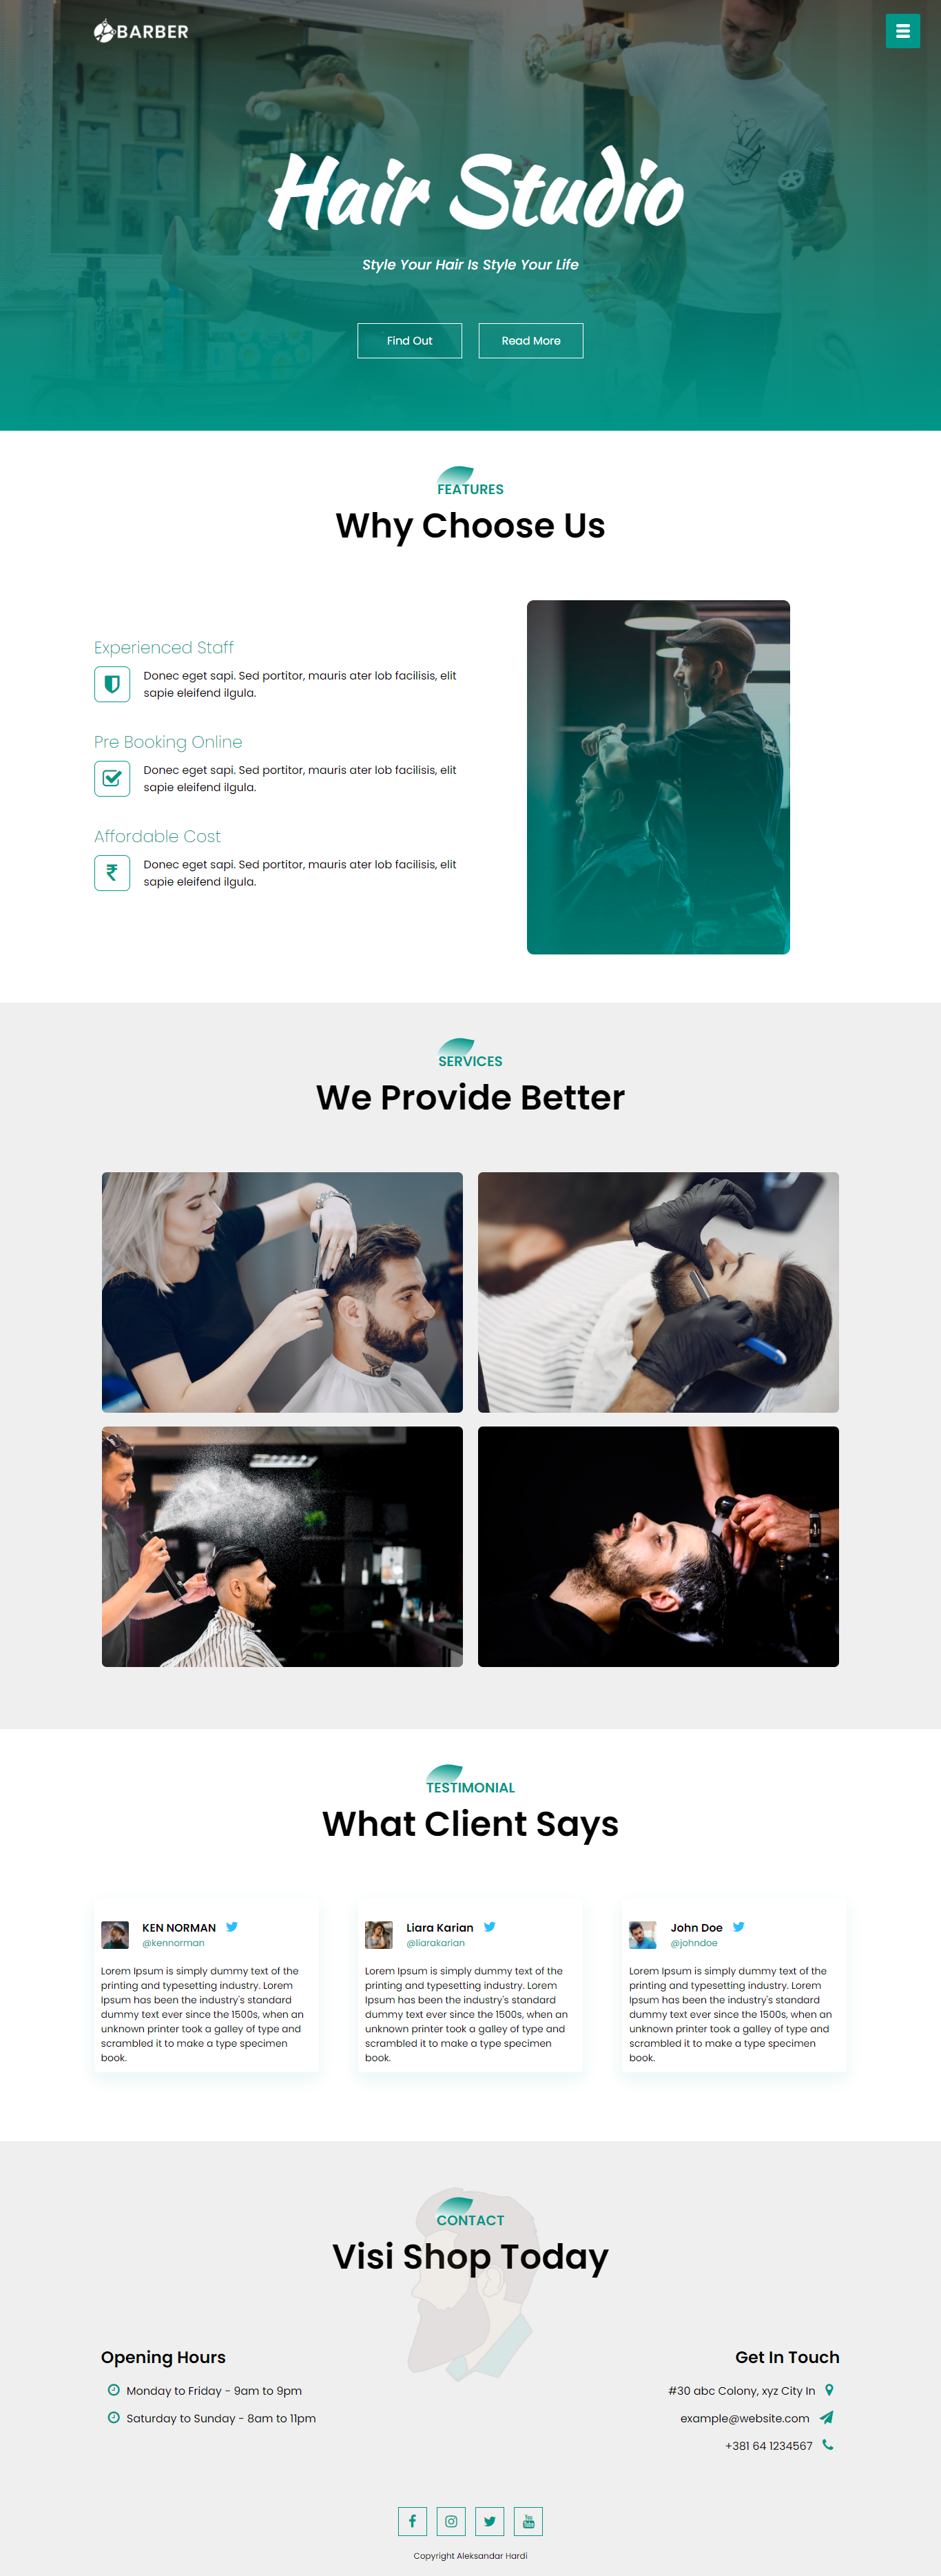 BARBER
Hair Studio
Style Your Hair Is Style Your Life
Find Out
Read More
FEATURES
Why Choose Us
Experienced Staff
Donec eget sapi. Sed portitor, mauris ater lob facilisis, elit
sapie eleifend ilgula.
Pre Booking Online
Donec eget sapi. Sed portitor, mauris ater lob facilisis, elit
sapie eleifend ilgula.
Affordable Cost
Donec eget sapi. Sed portitor, mauris ater lob facilisis, elit
sapie eleifend ilgula.
SERVICES
We Provide Better
TESTIMONIAL
What Client Says
KEN NORMAN
@kennorman
Lorem Ipsum is simply dummy text of the
printing and typesetting industry. Lorem
Ipsum has been the industry's standard
dummy text ever since the 1500s, when an
unknown printer took a galley of type and
scrambled it to make a type specimen
book.
Liara Karian
@liarakarian
Lorem Ipsum is simply dummy text of the
printing and typesetting industry. Lorem
Ipsum has been the industry's standard
dummy text ever since the 1500s, when an
unknown printer took a galley of type and
scrambled it to make a type specimen
book.
John Doe
@johndoe
Lorem Ipsum is simply dummy text of the
printing and typesetting industry. Lorem
Ipsum has been the industry's standard
dummy text ever since the 1500s, when an
unknown printer took a galley of type and
scrambled it to make a type specimen
book.
CONTACT
Visi Shop Today
Opening Hours
Monday to Friday - 9am to 9pm
Saturday to Sunday - 8am to 11pm
Get In Touch
#30 abc Colony, xyz City In
example@website.com
+381 64 1234567
Copyright Aleksandar Hardi